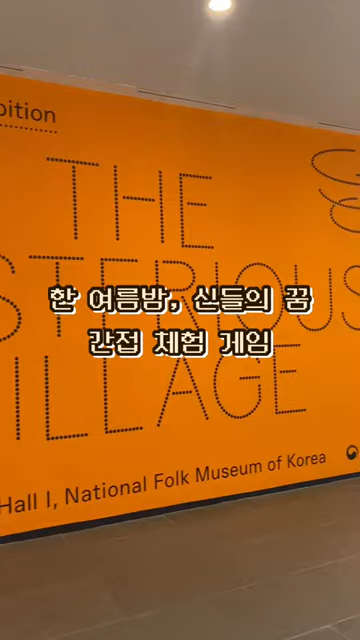 bition
THE
STERIOUS
ILLAGE
한 여름밤, 신들의 꿈
간접 체험 게임
Hall I, National Folk Museum of Korea